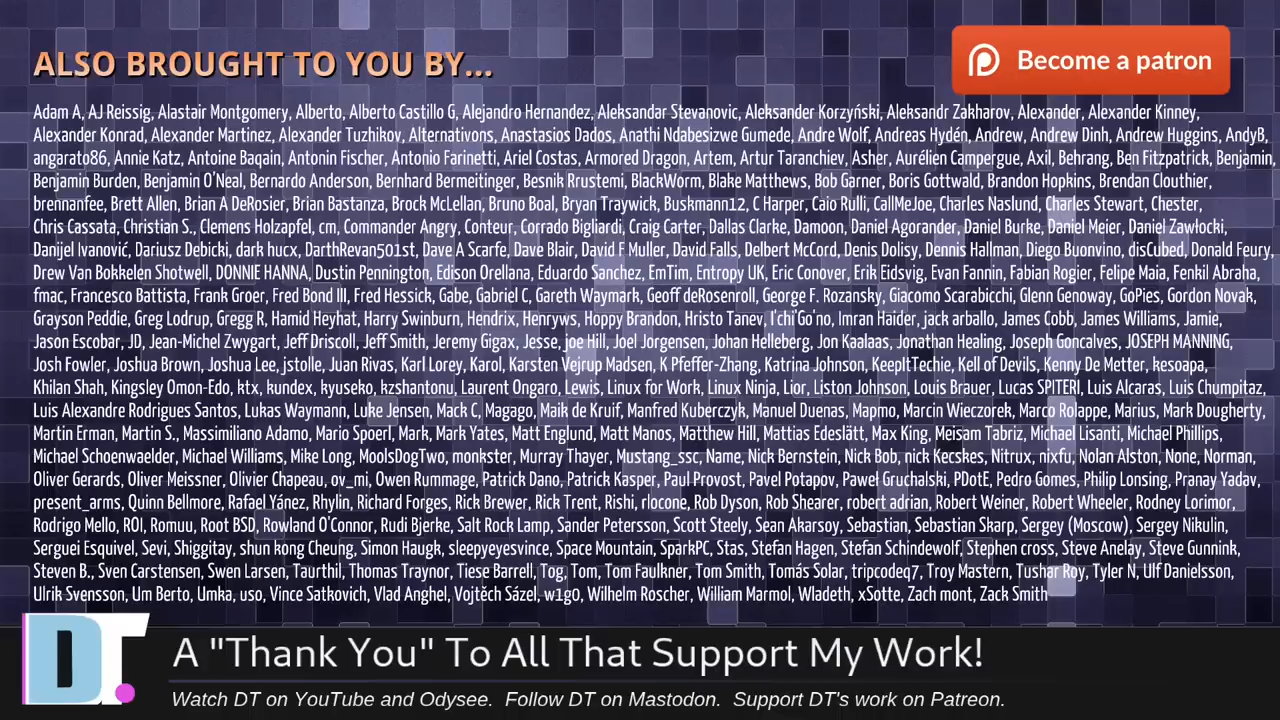 ALSO BROUGHT TO YOU BY...
Become a patron
Adam A, AJ Reissig, Alastair Montgomery, Alberto, Alberto Castillo G, Alejandro Hernandez, Aleksandar Stevanovic, Aleksander Korzyński, Aleksandr Zakharov, Alexander, Alexander Kinney,
Alexander Konrad, Alexander Martinez, Alexander Tuzhikov, Alternativons, Anastasios Dados, Anathi Ndabesizwe Gumede, Andre Wolf, Andreas Hydén, Andrew, Andrew Dinh, Andrew Huggins, AndyB,
angarato86, Annie Katz, Antoine Baqain, Antonin Fischer, Antonio Farinetti, Ariel Costas, Armored Dragon, Artem, Artur Taranchiev, Asher, Aurélien Campergue, Axil, Behrang, Ben Fitzpatrick, Benjamin,
Benjamin Burden, Benjamin O'Neal, Bernardo Anderson, Bernhard Bermeitinger, Besnik Rrustemi, BlackWorm, Blake Matthews, Bob Garner, Boris Gottwald, Brandon Hopkins, Brendan Clouthier,
brennanfee, Brett Allen, Brian A DeRosier, Brian Bastanza, Brock McLellan, Bruno Boal, Bryan Traywick, Buskmann12, C Harper, Caio Rulli, CallMeJoe, Charles Naslund, Charles Stewart, Chester,
Chris Cassata, Christian S., Clemens Holzapfel, cm, Commander Angry, Conteur, Corrado Bigliardi, Craig Carter, Dallas Clarke, Damoon, Daniel Agorander, Daniel Burke, Daniel Meier, Daniel Zawłocki,
Danijel Ivanović, Dariusz Debicki, dark hucx, DarthRevan501st, Dave A Scarfe, Dave Blair, David F Muller, David Falls, Delbert McCord, Denis Dolisy, Dennis Hallman, Diego Buonvino, disCubed, Donald Feury,
Drew Van Bokkelen Shotwell, DONNIE HANNA, Dustin Pennington, Edison Orellana, Eduardo Sanchez, EmTim, Entropy UK, Eric Conover, Erik Eidsvig, Evan Fannin, Fabian Rogier, Felipe Maia, Fenkil Abraha,
fmac, Francesco Battista, Frank Groer, Fred Bond III, Fred Hessick, Gabe, Gabriel C, Gareth Waymark, Geoff deRosenroll, George F. Rozansky, Giacomo Scarabicchi, Glenn Genoway, GoPies, Gordon Novak,
Grayson Peddie, Greg Lodrup, Gregg R, Hamid Heyhat, Harry Swinburn, Hendrix, Henryws, Hoppy Brandon, Hristo Tanev, I'chi'Go'no, Imran Haider, jack arballo, James Cobb, James Williams, Jamie,
Jason Escobar, JD, Jean-Michel Zwygart, Jeff Driscoll, Jeff Smith, Jeremy Gigax, Jesse, joe Hill, Joel Jorgensen, Johan Helleberg, Jon Kaalaas, Jonathan Healing, Joseph Goncalves, JOSEPH MANNING,
Josh Fowler, Joshua Brown, Joshua Lee, jstolle, Juan Rivas, Karl Lorey, Karol, Karsten Vejrup Madsen, K Pfeffer-Zhang, Katrina Johnson, KeepItTechie, Kell of Devils, Kenny De Metter, kesoapa,
Khilan Shah, Kingsley Omon-Edo, ktx, kundex, kyuseko, kzshantonu, Laurent Ongaro, Lewis, Linux for Work, Linux Ninja, Lior, Liston Johnson, Louis Brauer, Lucas SPITERI, Luis Alcaras, Luis Chumpitaz,
Luis Alexandre Rodrigues Santos, Lukas Waymann, Luke Jensen, Mack C, Magago, Maik de Kruif, Manfred Kuberczyk, Manuel Duenas, Mapmo, Marcin Wieczorek, Marco Rolappe, Marius, Mark Dougherty,
Martin Erman, Martin S., Massimiliano Adamo, Mario Spoerl, Mark, Mark Yates, Matt Englund, Matt Manos, Matthew Hill, Mattias Edeslätt, Max King, Meisam Tabriz, Michael Lisanti, Michael Phillips,
Michael Schoenwaelder, Michael Williams, Mike Long, MoolsDogTwo, monkster, Murray Thayer, Mustang_ssc, Name, Nick Bernstein, Nick Bob, nick Kecskes, Nitrux, nixfu, Nolan Alston, None, Norman,
Oliver Gerards, Oliver Meissner, Olivier Chapeau, ov_mi, Owen Rummage, Patrick Dano, Patrick Kasper, Paul Provost, Pavel Potapov, Paweł Gruchalski, PDotE, Pedro Gomes, Philip Lonsing, Pranay Yadav,
present_arms, Quinn Bellmore, Rafael Yánez, Rhylin, Richard Forges, Rick Brewer, Rick Trent, Rishi, rlocone, Rob Dyson, Rob Shearer, robert adrian, Robert Weiner, Robert Wheeler, Rodney Lorimor,
Rodrigo Mello, ROI, Romuu, Root BSD, Rowland O'Connor, Rudi Bjerke, Salt Rock Lamp, Sander Petersson, Scott Steely, Sean Akarsoy, Sebastian, Sebastian Skarp, Sergey (Moscow), Sergey Nikulin,
Serguei Esquivel, Sevi, Shiggitay, shun kong Cheung, Simon Haugk, sleepyeyesvince, Space Mountain, SparkPC, Stas, Stefan Hagen, Stefan Schindewolf, Stephen cross, Steve Anelay, Steve Gunnink,
Steven B., Sven Carstensen, Swen Larsen, Taurthil, Thomas Traynor, Tiese Barrell, Tog, Tom, Tom Faulkner, Tom Smith, Tomás Solar, tripcodeq7, Troy Mastern, Tushar Roy, Tyler N, Ulf Danielsson,
Ulrik Svensson, Um Berto, Umka, uso, Vince Satkovich, Vlad Anghel, Vojtěch Sázel, w1g0, Wilhelm Roscher, William Marmol, Wladeth, xSotte, Zach mont, Zack Smith
DT.
A "Thank You" To All That Support My Work!
Watch DT on YouTube and Odysee. Follow DT on Mastodon. Support DT's work on Patreon.